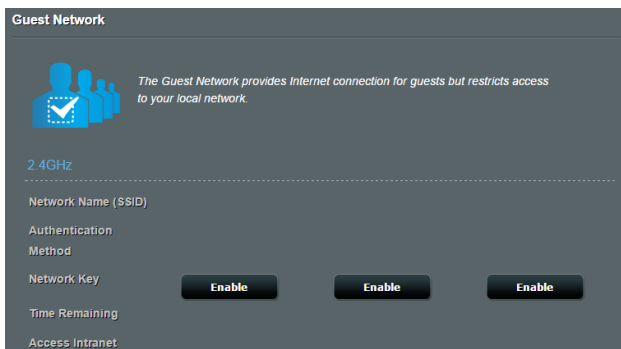 Guest Network
The Guest Network provides Internet connection for guests but restricts access
to your local network.
2.4GHz
Network Name (SSID)
Authentication
Method
Network Key
Enable Enable Enable
Time Remaining
Access Intranet